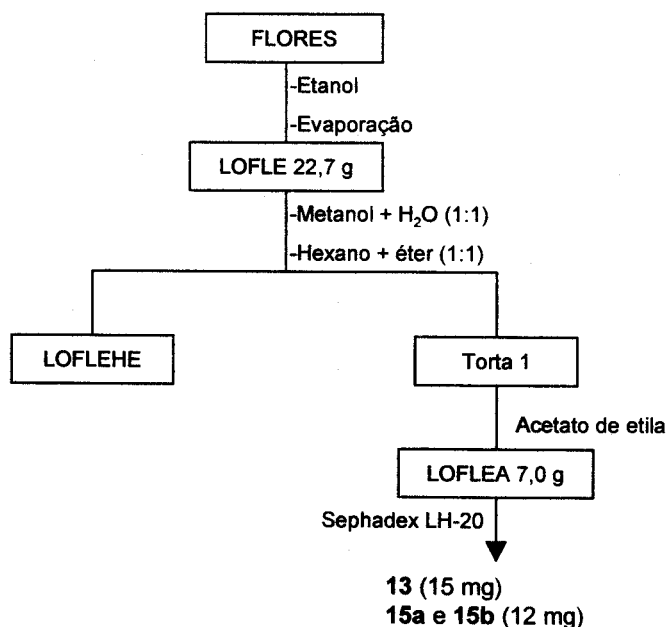 FLORES
-Etanol
-Evaporação
LOFLE 22,7 g
-Metanol + H₂O (1:1)
-Hexano + éter (1:1)
LOFLEHE
Torta 1
Acetato de etila
LOFLEA 7,0 g
Sephadex LH-20
13 (15 mg)
15a e 15b (12 mg)